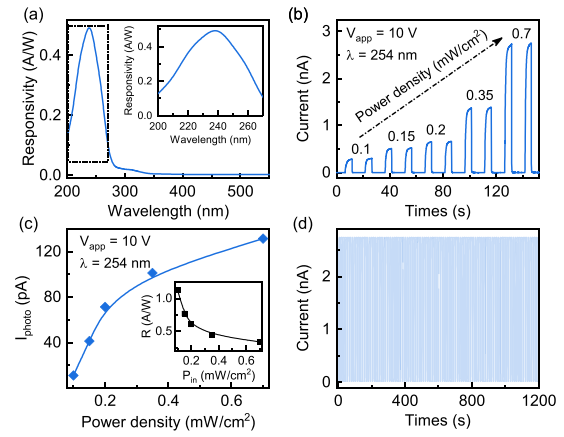 (a)
Responsivity (A/W)
0.4
0.2
0.0
200 300 400 500
Wavelength (nm)
Responsivity (A/W)
0.4
0.2
0.0
200 220 240 260
Wavelength (nm)
(b)
Current (nA)
3
2
1
0
V_app = 10 V
λ = 254 nm
Power density (mW/cm²)
0.1
0.15
0.2
0.35
0.7
0 40 80 120
Times (s)
(c)
I_photo (pA)
120
80
40
V_app = 10 V
λ = 254 nm
R (A/W)
1.0
0.5
0.2 0.4 0.6
P_in (mW/cm²)
0.2 0.4 0.6
Power density (mW/cm²)
(d)
Current (nA)
2
1
0
0 400 800 1200
Times (s)